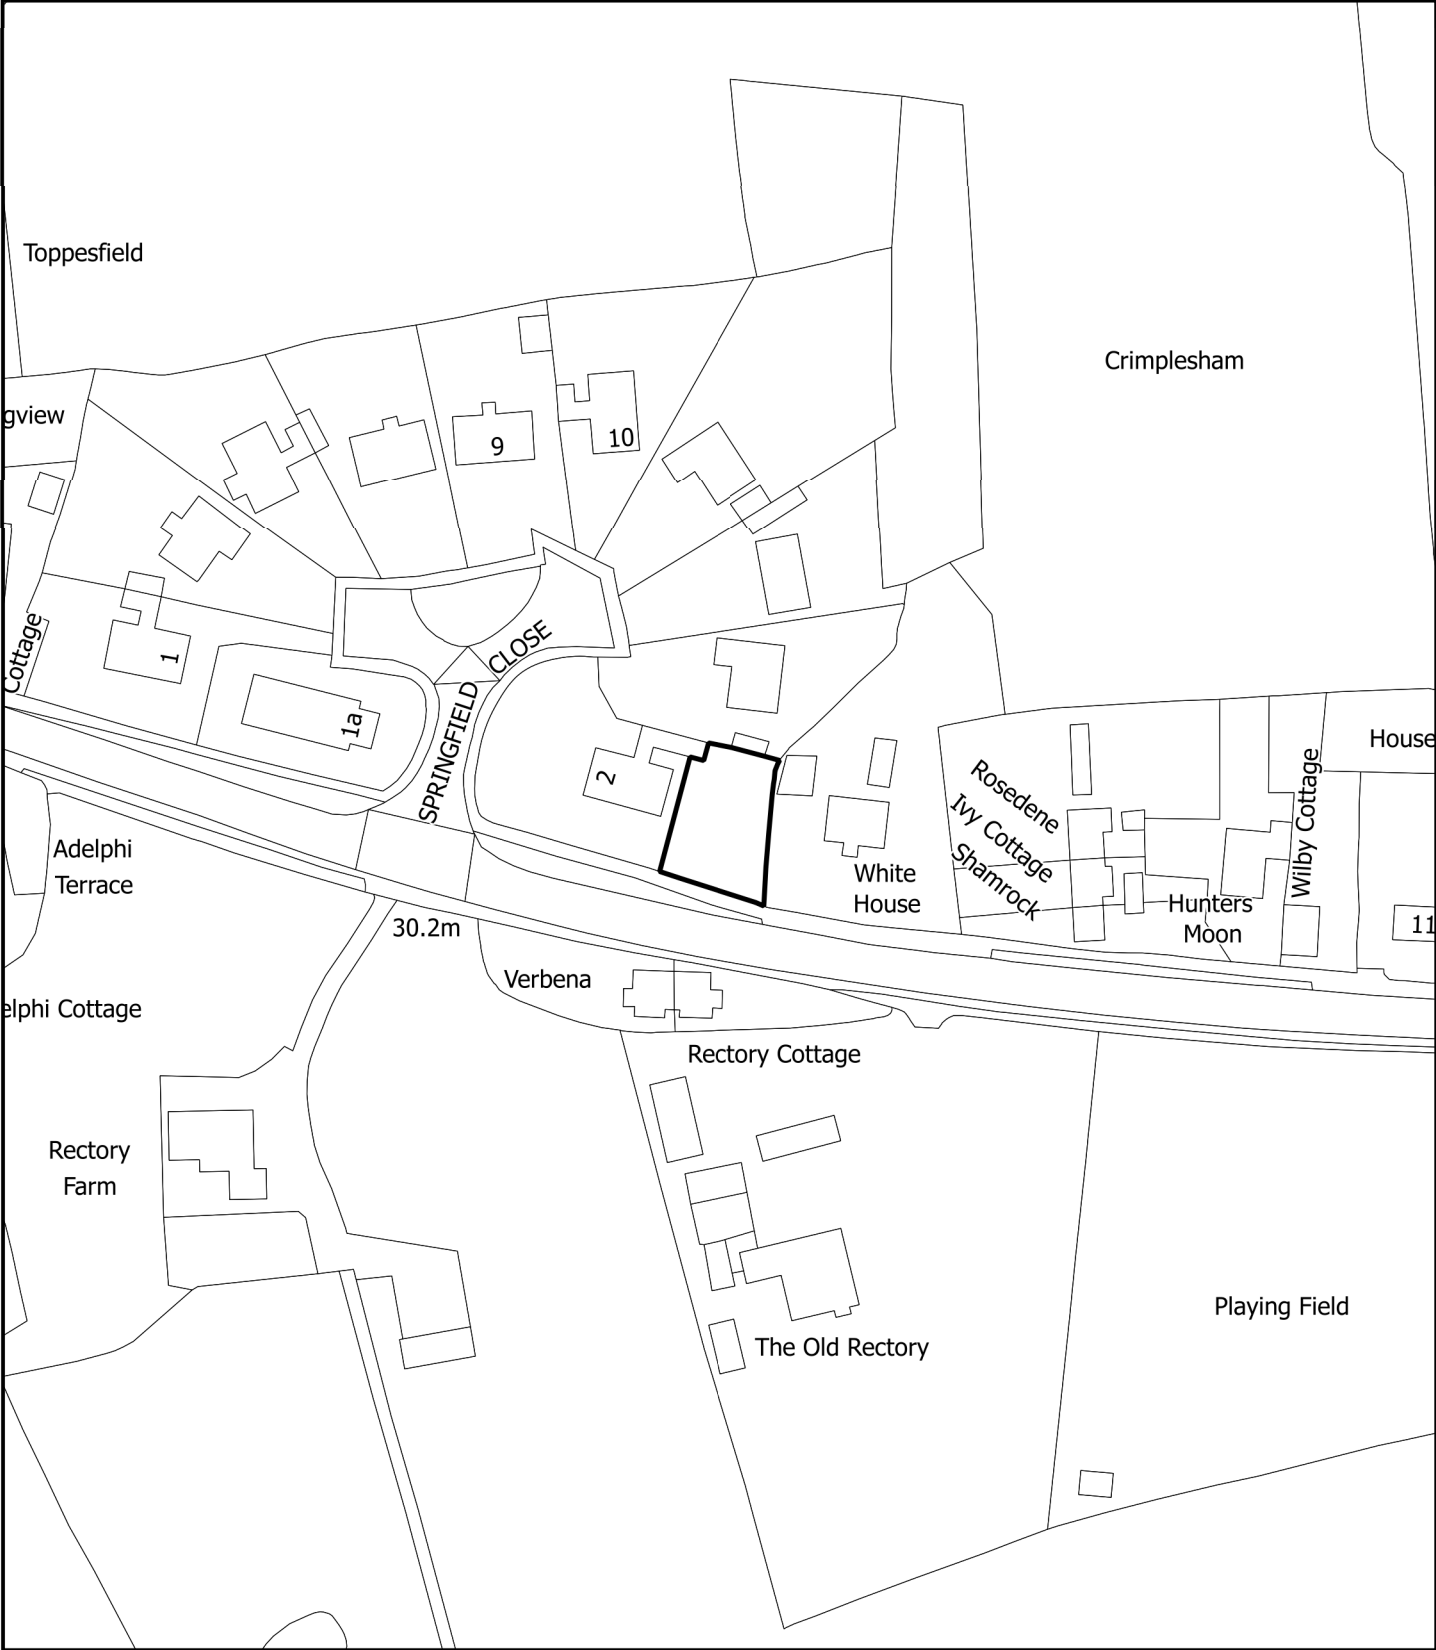 Toppesfield
Crimplesham
gview
9
10
Cottage
1
1a
SPRINGFIELD
CLOSE
2
House
Rosedene
Ivy Cottage
Shamrock
Wilby Cottage
Adelphi
Terrace
White
House
Hunters
Moon
11
30.2m
Verbena
elphi Cottage
Rectory Cottage
Rectory
Farm
Playing Field
The Old Rectory